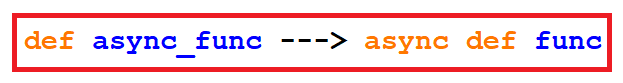 def async_func ---> async def func